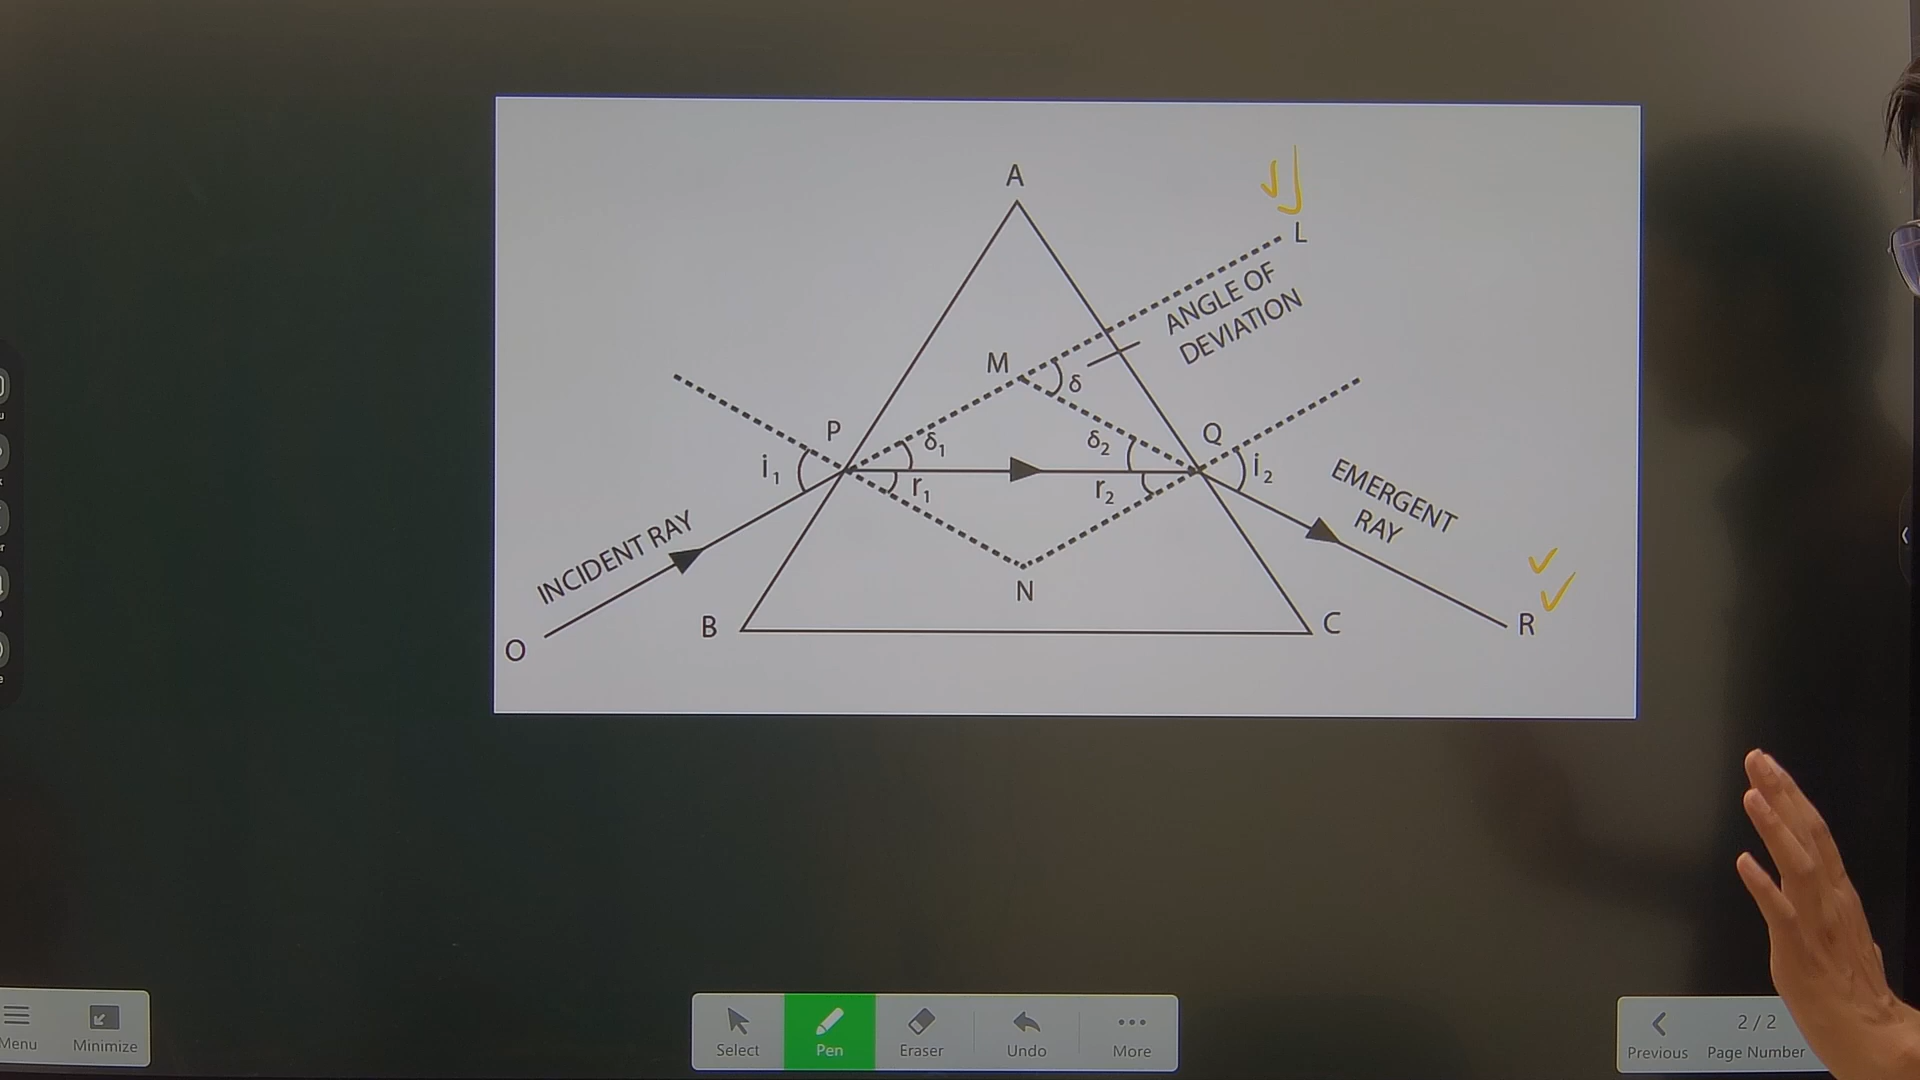 A
L
ANGLE OF
DEVIATION
M
δ
P
δ₁
δ₂
Q
i₁
r₁
r₂
i₂
EMERGENT
RAY
INCIDENT RAY
N
B
C
R
O
Menu
Minimize
Select
Pen
Eraser
Undo
More
Previous
2 / 2
Page Number